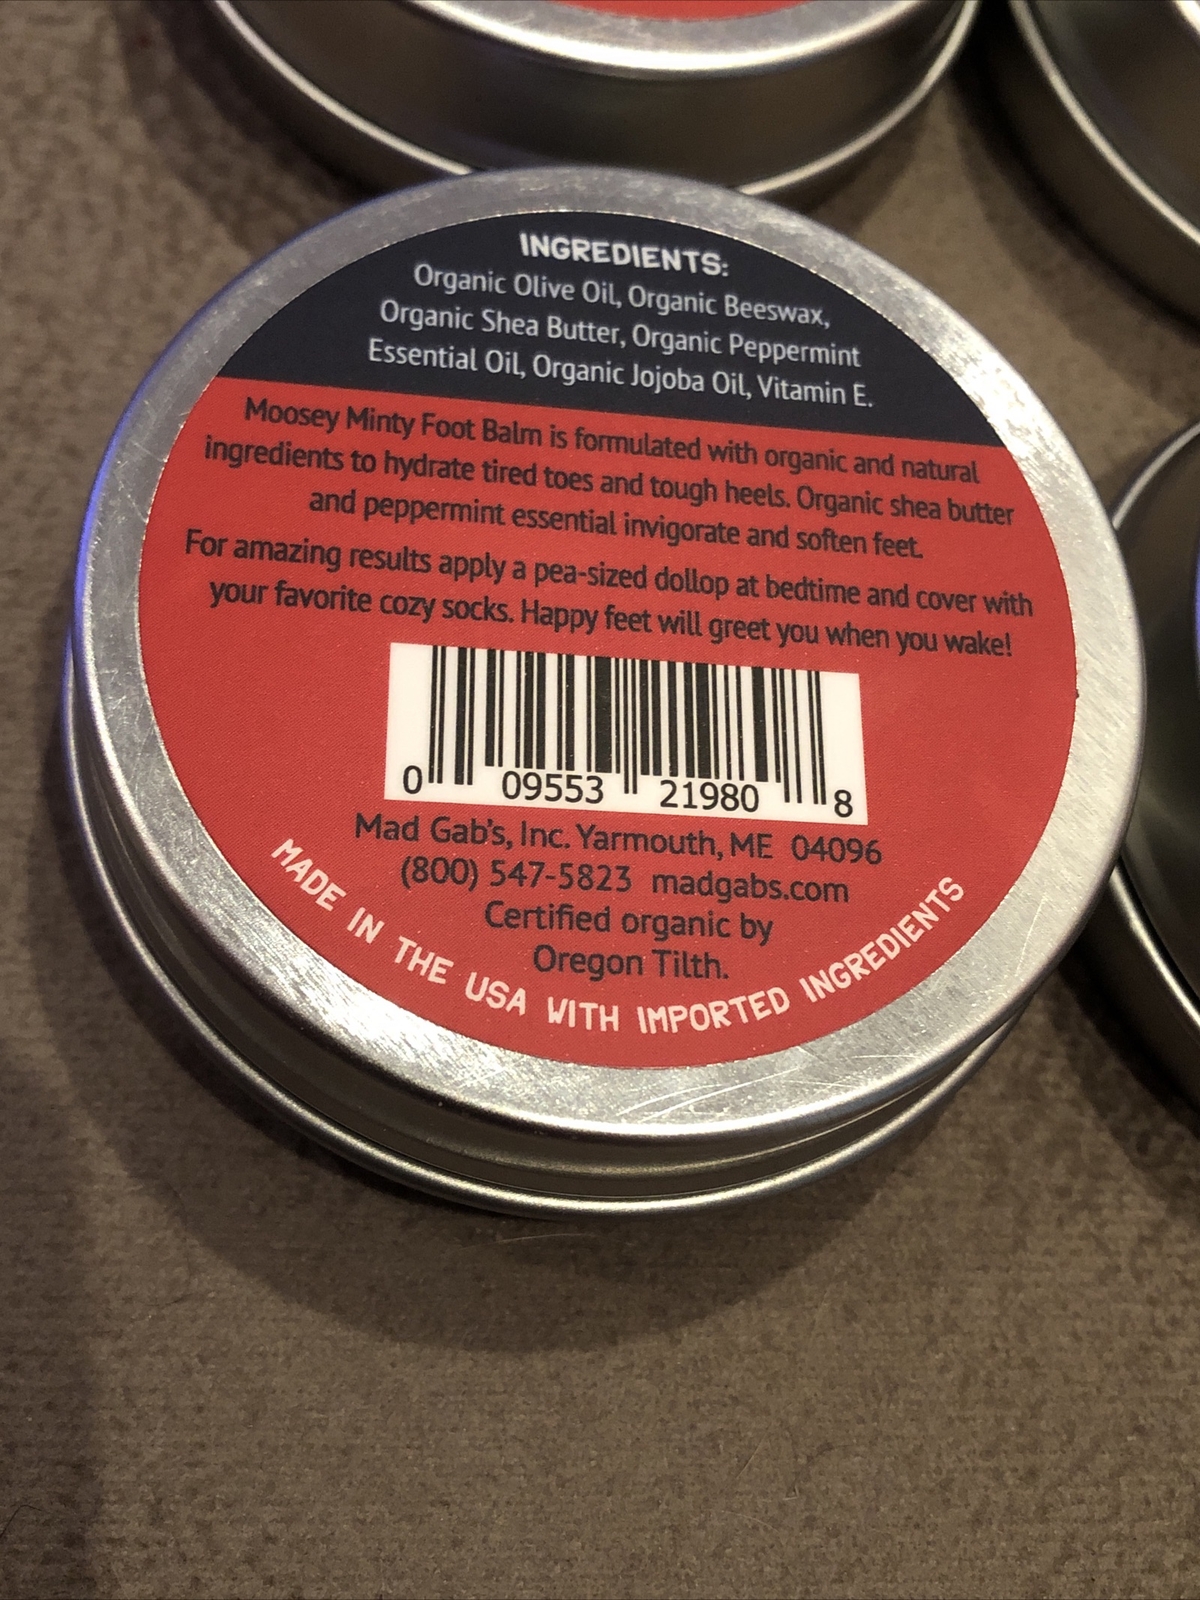 INGREDIENTS:
Organic Olive Oil, Organic Beeswax,
Organic Shea Butter, Organic Peppermint
Essential Oil, Organic Jojoba Oil, Vitamin E.
Moosey Minty Foot Balm is formulated with organic and natural
ingredients to hydrate tired toes and tough heels. Organic shea butter
and peppermint essential invigorate and soften feet.
For amazing results apply a pea-sized dollop at bedtime and cover with
your favorite cozy socks. Happy feet will greet you when you wake!
0 09553 21980 8
Mad Gab's, Inc. Yarmouth, ME 04096
(800) 547-5823 madgabs.com
Certified organic by
Oregon Tilth.
MADE IN THE USA WITH IMPORTED INGREDIENTS